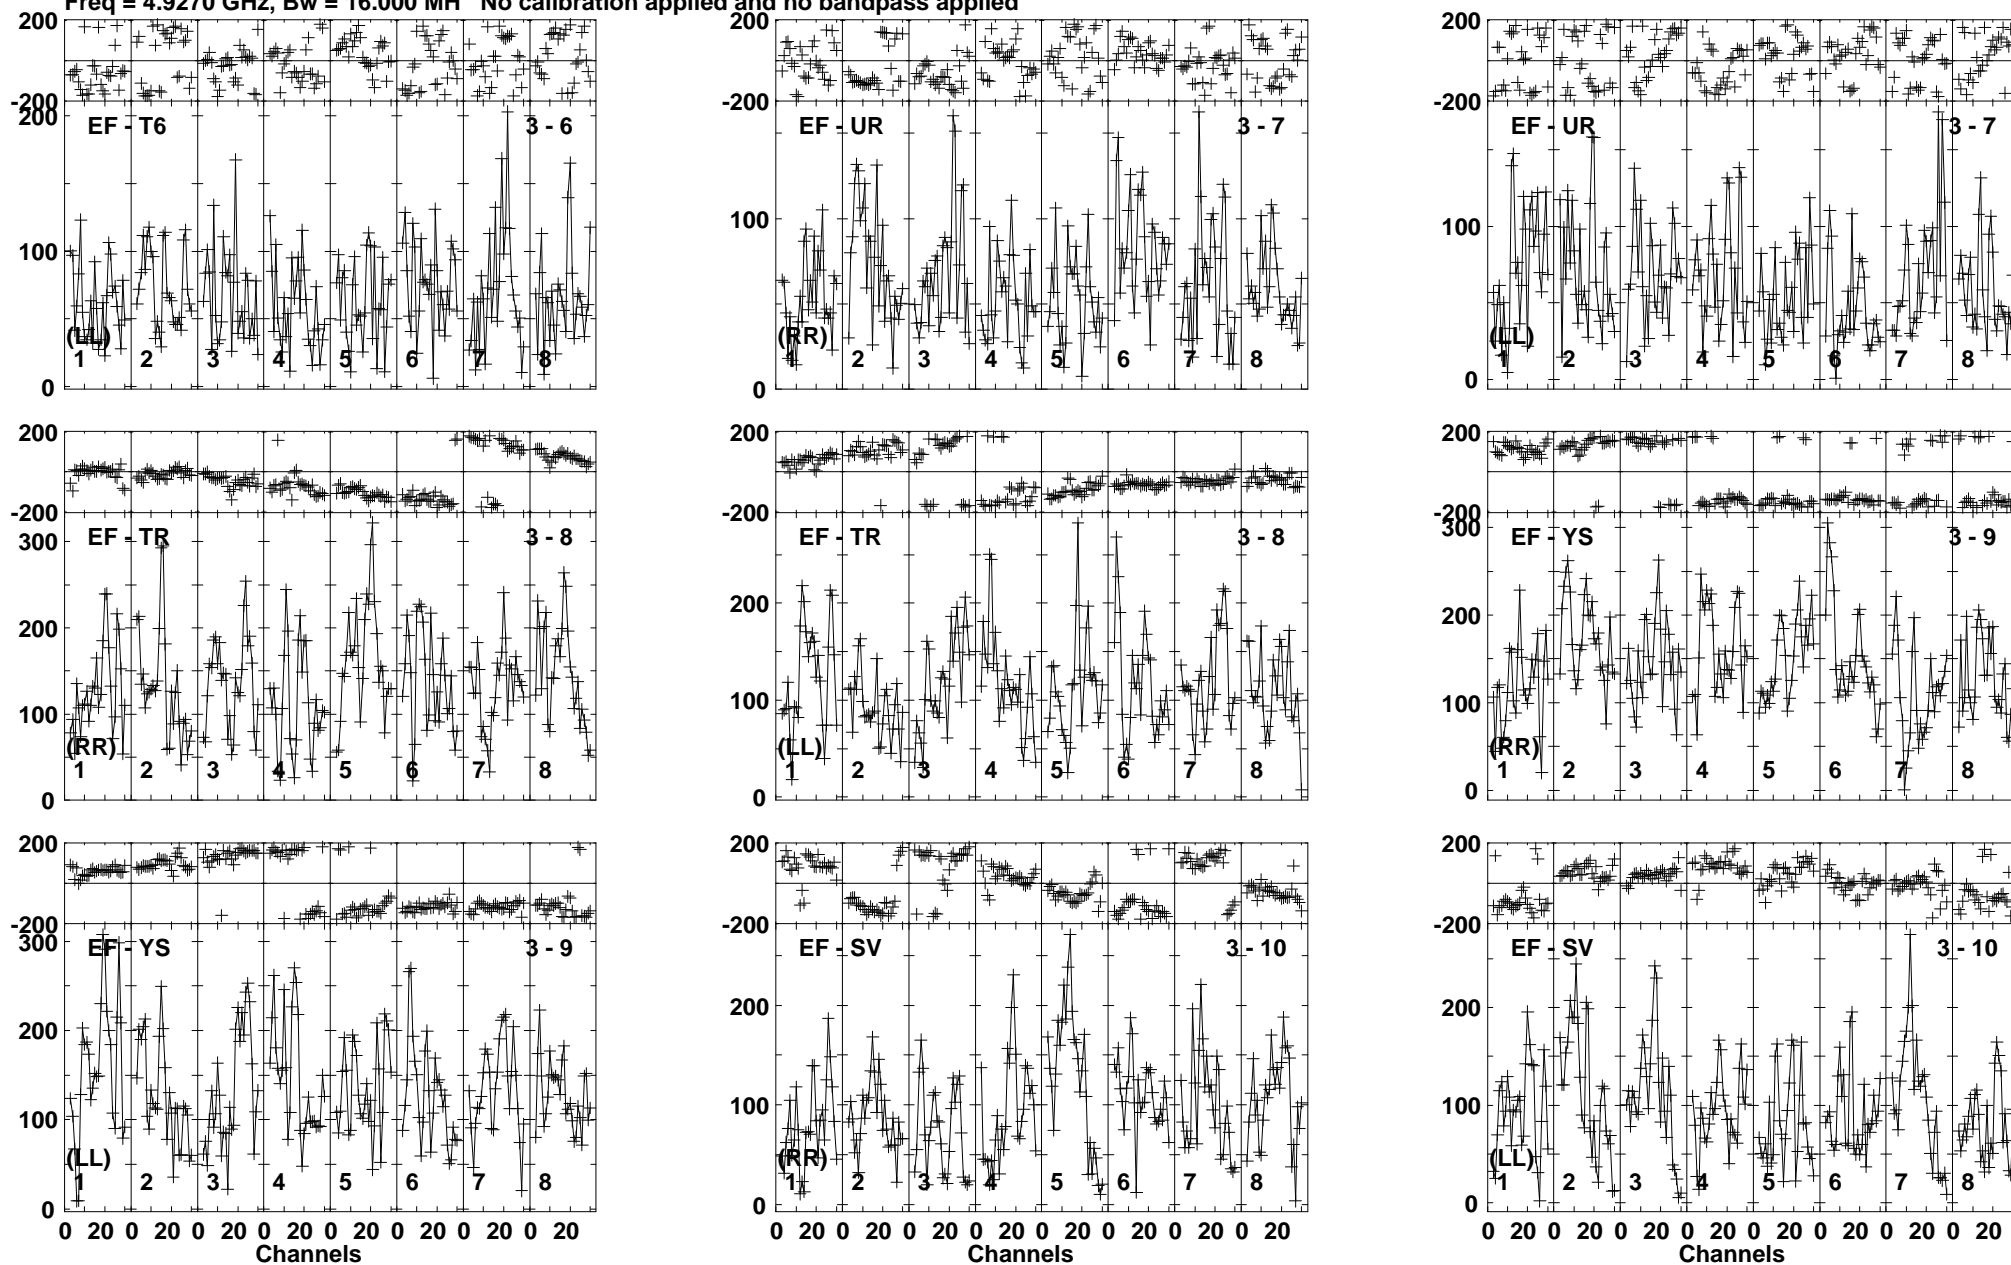 Freq = 4.9270 GHz, Bw = 16.000 MH No calibration applied and no bandpass applied
200 200 200
-200 -200 -200
200 EF - T6 3 - 6 EF - UR 3 - 7 EF - UR 3 - 7
100 100 100
(LL) (RR) (LL)
1 2 3 4 5 6 7 8 1 2 3 4 5 6 7 8 1 2 3 4 5 6 7 8
0 0 0
200 200 200
-200 -200 -200
300 EF - TR 3 - 8 EF - TR 3 - 8 300 EF - YS 3 - 9
200 200 200
100 100 100
(RR) (LL) (RR)
1 2 3 4 5 6 7 8 1 2 3 4 5 6 7 8 1 2 3 4 5 6 7 8
0 0 0
200 200 200
-200 -200 -200
300 EF - YS 3 - 9 EF - SV 3 - 10 EF - SV 3 - 10
200 200 200
100 100 100
(LL) (RR) (LL)
1 2 3 4 5 6 7 8 1 2 3 4 5 6 7 8 1 2 3 4 5 6 7 8
0 0 0
0 20 0 20 0 20 0 20 0 20 0 20 0 20 0 20 0 20 0 20 0 20 0 20 0 20 0 20 0 20 0 20 0 20 0 20 0 20 0 20 0 20 0 20 0 20 0 20
Channels Channels Channels